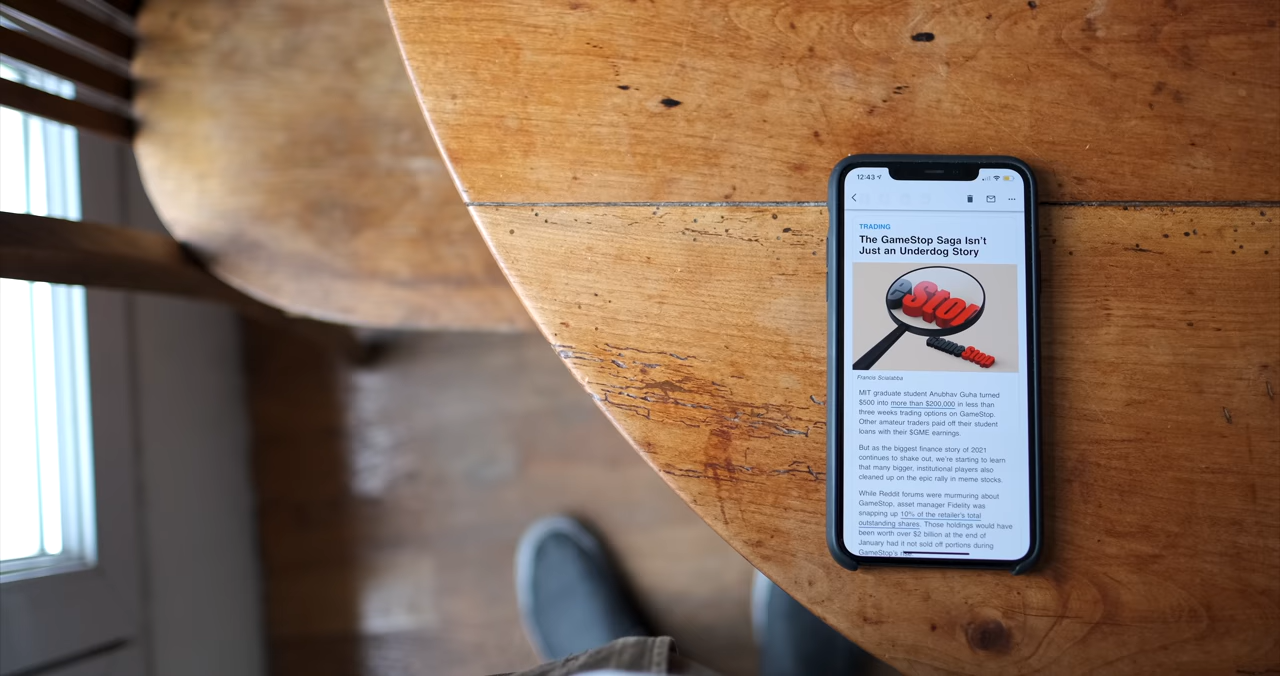 12:43
TRADING
The GameStop Saga Isn't
Just an Underdog Story
eStop
GameStop
Francis Scialabba
MIT graduate student Anubhav Guha turned
$500 into more than $200,000 in less than
three weeks trading options on GameStop.
Other amateur traders paid off their student
loans with their $GME earnings.
But as the biggest finance story of 2021
continues to shake out, we're starting to learn
that many bigger, institutional players also
cleaned up on the epic rally in meme stocks.
While Reddit forums were murmuring about
GameStop, asset manager Fidelity was
snapping up 10% of the retailer's total
outstanding shares. Those holdings would have
been worth over $2 billion at the end of
January had it not sold off portions during
GameStop's